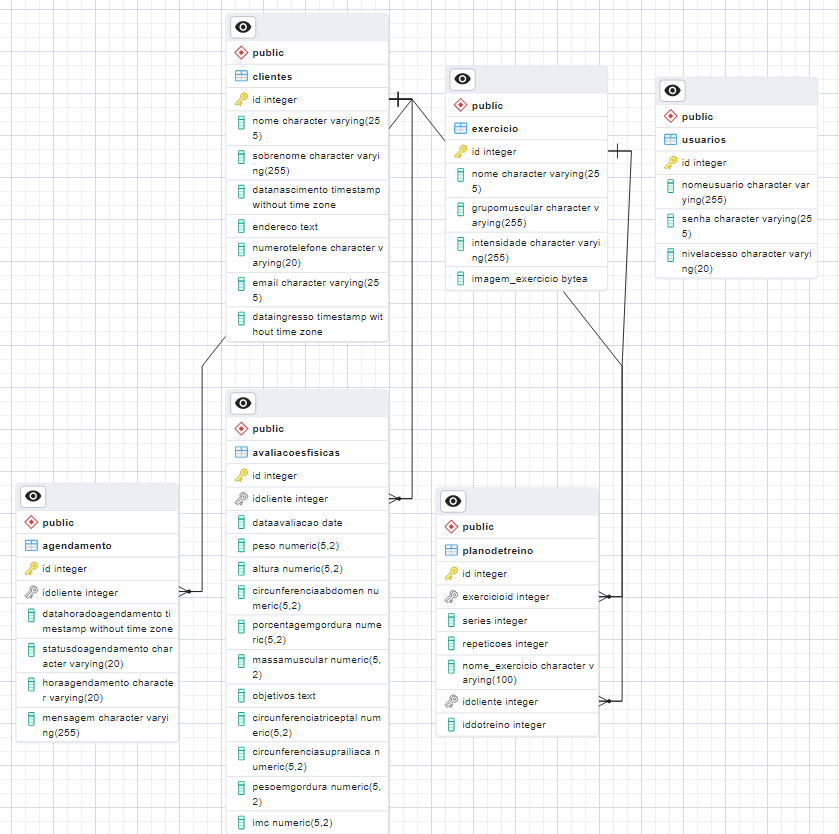 public
clientes
id integer
nome character varying(25
5)
sobrenome character varyi
ng(255)
datanascimento timestamp
without time zone
endereco text
numerotelefone character v
arying(20)
email character varying(25
5)
dataingresso timestamp wit
hout time zone
public
exercicio
id integer
nome character varying(25
5)
grupomuscular character v
arying(255)
intensidade character varyi
ng(255)
imagem_exercicio bytea
public
usuarios
id integer
nomeusuario character var
ying(255)
senha character varying(25
5)
nivelacesso character varyi
ng(20)
public
agendamento
id integer
idcliente integer
datahoradoagendamento ti
mestamp without time zone
statusdoagendamento char
acter varying(20)
horaagendamento characte
r varying(20)
mensagem character varyi
ng(255)
public
avaliacoesfisicas
id integer
idcliente integer
dataavaliacao date
peso numeric(5,2)
altura numeric(5,2)
circunferenciaabdomen nu
meric(5,2)
porcentagemgordura nume
ric(5,2)
massamuscular numeric(5,
2)
objetivos text
circunferenciatriceptal num
eric(5,2)
circunferenciasuprailiaca n
umeric(5,2)
pesoemgordura numeric(5,
2)
imc numeric(5,2)
public
planodetreino
id integer
exercicioid integer
series integer
repeticoes integer
nome_exercicio character v
arying(100)
idcliente integer
iddotreino integer